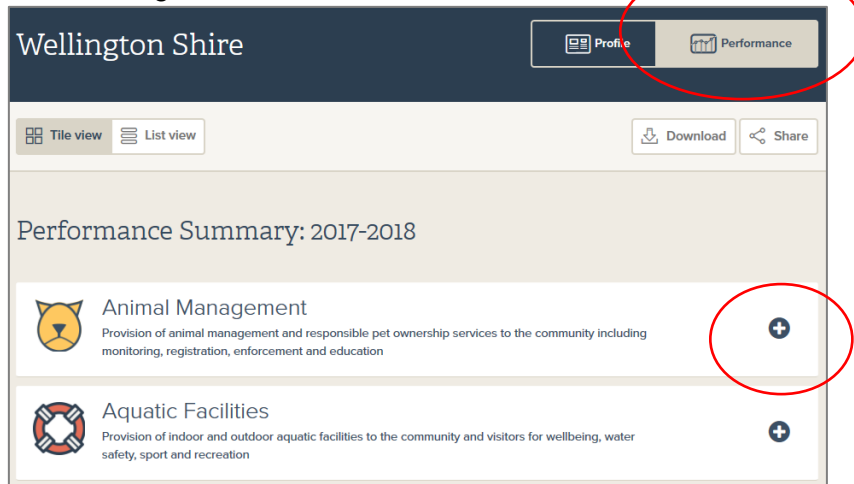 Wellington Shire
Profile
Performance
Tile view
List view
Download
Share
Performance Summary: 2017-2018
Animal Management
Provision of animal management and responsible pet ownership services to the community including
monitoring, registration, enforcement and education
Aquatic Facilities
Provision of indoor and outdoor aquatic facilities to the community and visitors for wellbeing, water
safety, sport and recreation